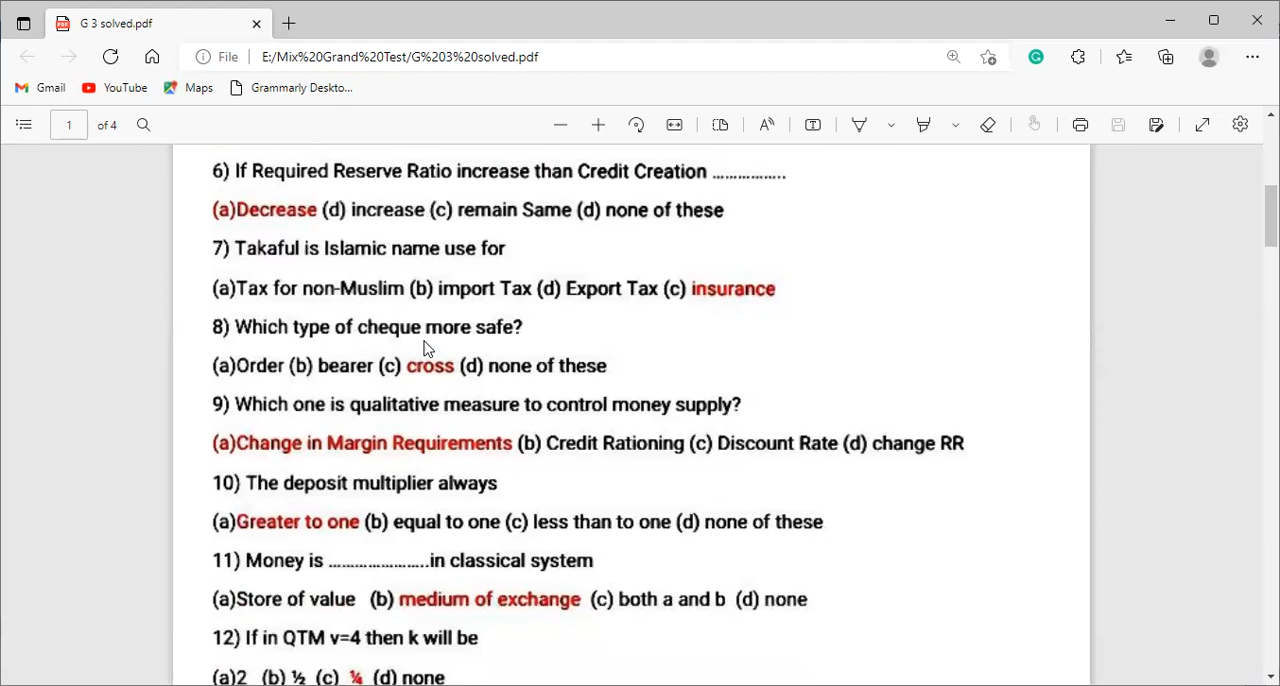 G 3 solved.pdf
File E:/Mix%20Grand%20Test/G%203%20solved.pdf
Gmail YouTube Maps Grammarly Deskto...
1 of 4
6) If Required Reserve Ratio increase than Credit Creation ...............
(a)Decrease (d) increase (c) remain Same (d) none of these
7) Takaful is Islamic name use for
(a)Tax for non-Muslim (b) import Tax (d) Export Tax (c) insurance
8) Which type of cheque more safe?
(a)Order (b) bearer (c) cross (d) none of these
9) Which one is qualitative measure to control money supply?
(a)Change in Margin Requirements (b) Credit Rationing (c) Discount Rate (d) change RR
10) The deposit multiplier always
(a)Greater to one (b) equal to one (c) less than to one (d) none of these
11) Money is .....................in classical system
(a)Store of value (b) medium of exchange (c) both a and b (d) none
12) If in QTM v=4 then k will be
(a)2 (b) ½ (c) ¼ (d) none